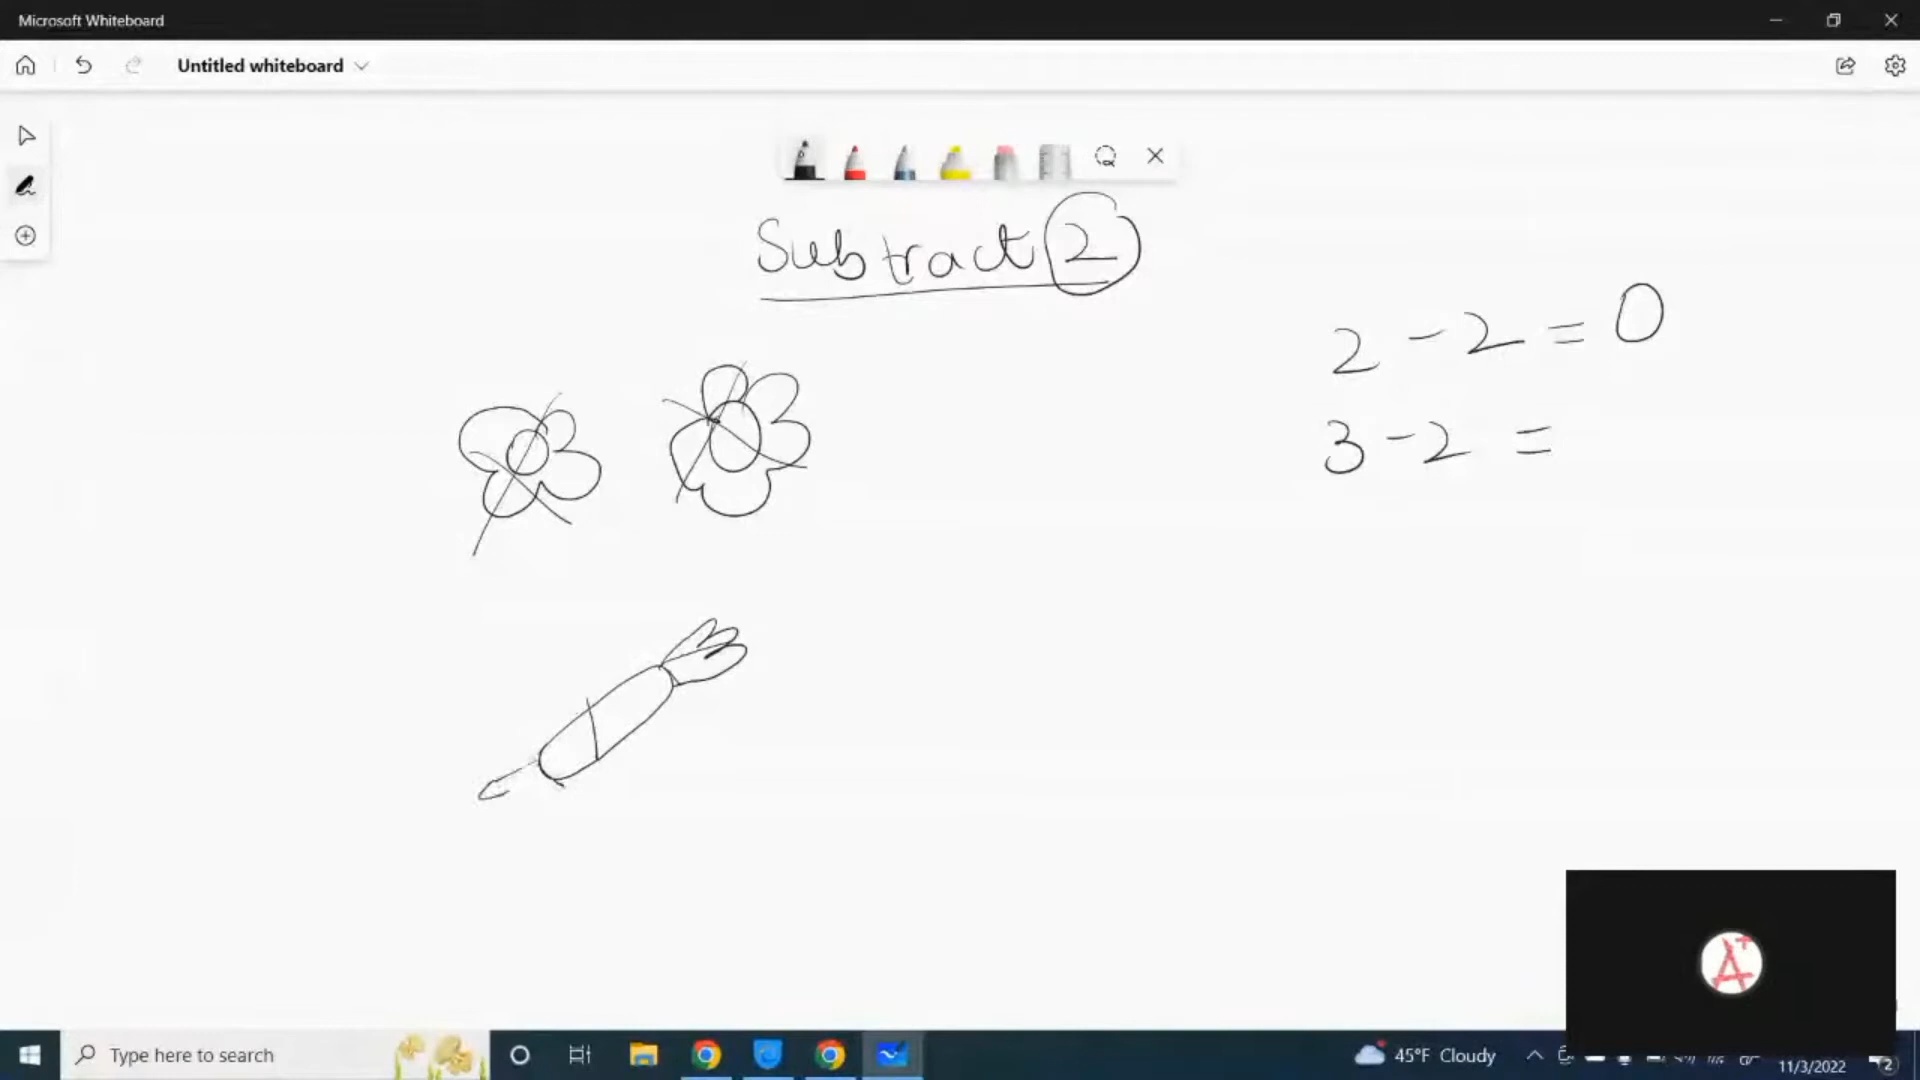 Microsoft Whiteboard
Untitled whiteboard
Subtract 2
2 - 2 = 0
3 - 2 =
A+
Type here to search
45°F Cloudy
11/3/2022
2